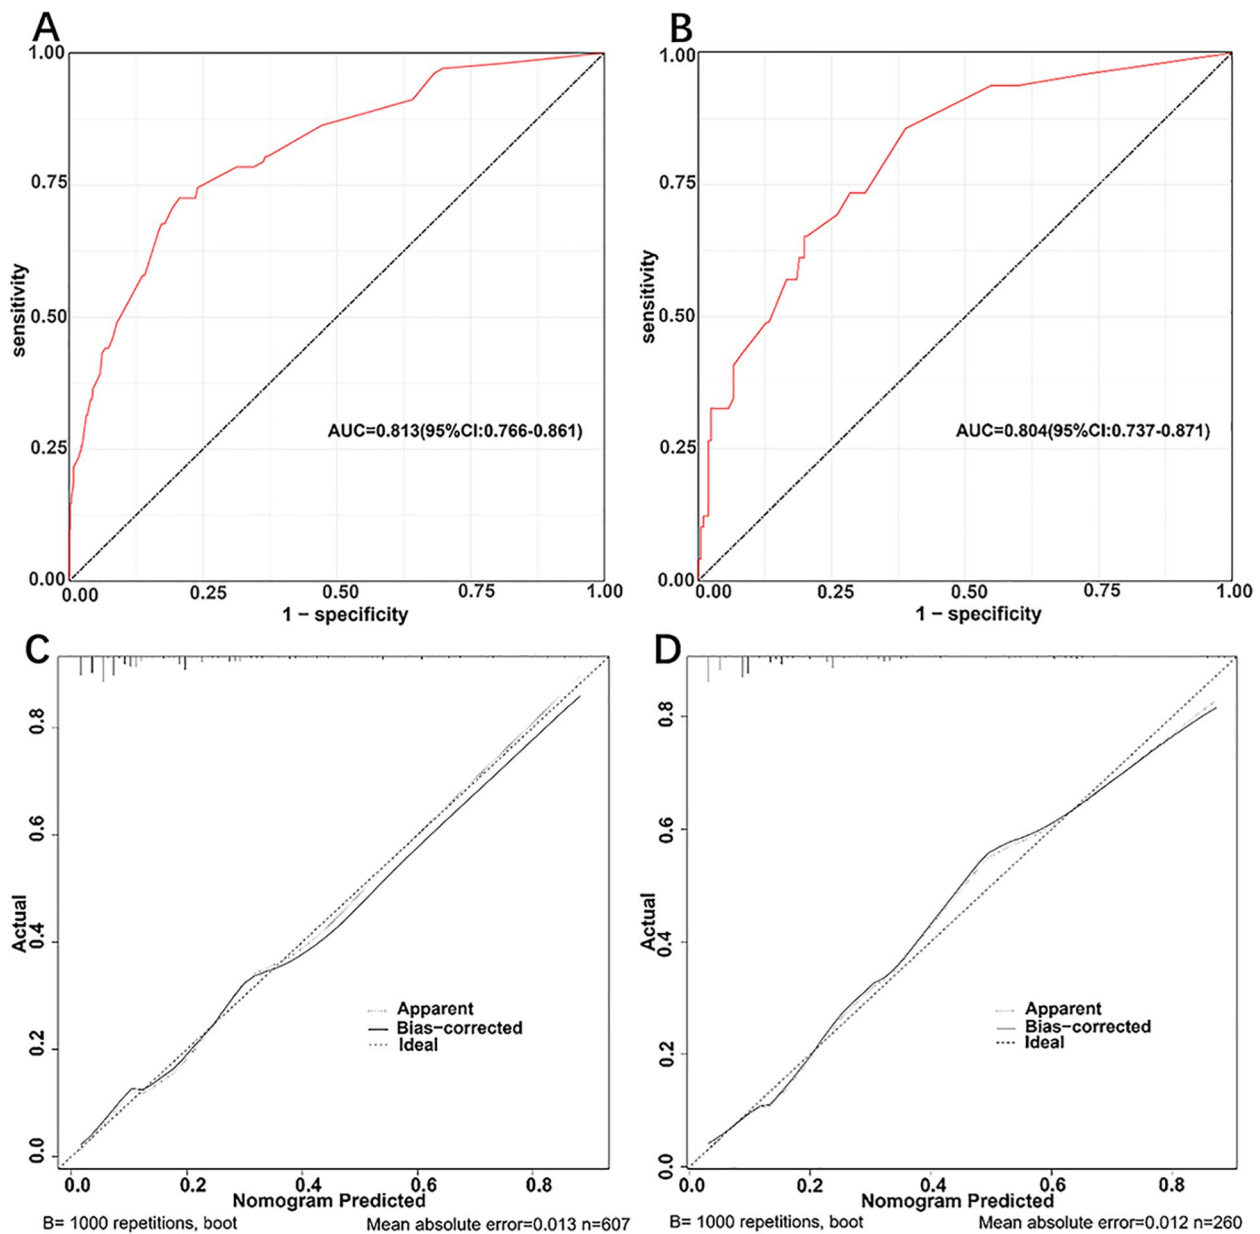 A
1.00
0.75
0.50
0.25
0.00
sensitivity
AUC=0.813(95%CI:0.766-0.861)
0.00 0.25 0.50 0.75 1.00
1 − specificity
B
1.00
0.75
0.50
0.25
0.00
sensitivity
AUC=0.804(95%CI:0.737-0.871)
0.00 0.25 0.50 0.75 1.00
1 − specificity
C
0.8
0.6
0.4
0.2
0.0
Actual
Apparent
Bias−corrected
Ideal
0.0 0.2 0.4 0.6 0.8
Nomogram Predicted
B= 1000 repetitions, boot
Mean absolute error=0.013 n=607
D
0.8
0.6
0.4
0.2
0.0
Actual
Apparent
Bias−corrected
Ideal
0.0 0.2 0.4 0.6 0.8
Nomogram Predicted
B= 1000 repetitions, boot
Mean absolute error=0.012 n=260